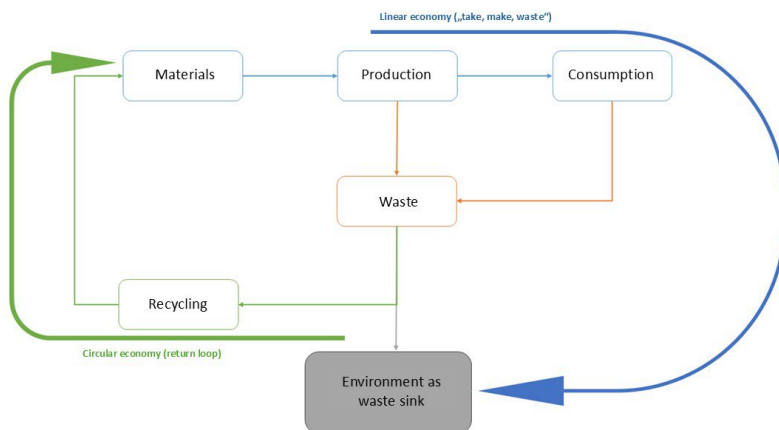 Linear economy („take, make, waste“)
Materials
Production
Consumption
Waste
Recycling
Circular economy (return loop)
Environment as
waste sink